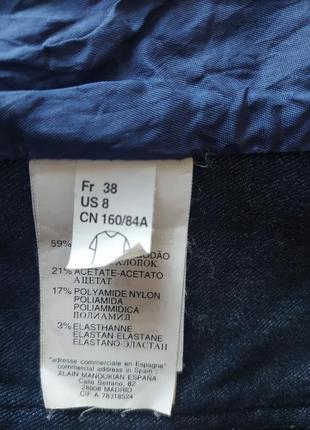 Fr 38
US 8
CN 160/84A
59%
ODÃO
ХЛОПОК
21% ACETATE-ACETATO
АЦЕТАТ
17% POLYAMIDE NYLON
POLIAMIDA
POLIAMMIDICA
ПОЛИАМИД
3% ELASTHANNE
ELASTAN-ELASTANE
ELASTANO-ЭЛАСТАН
"adresse commerciale en Espagne"
commercial address in Spain :
ALAIN MANOUKIAN ESPAÑA
Calle Serrano, 82
28006 MADRID
CIF A 78318524